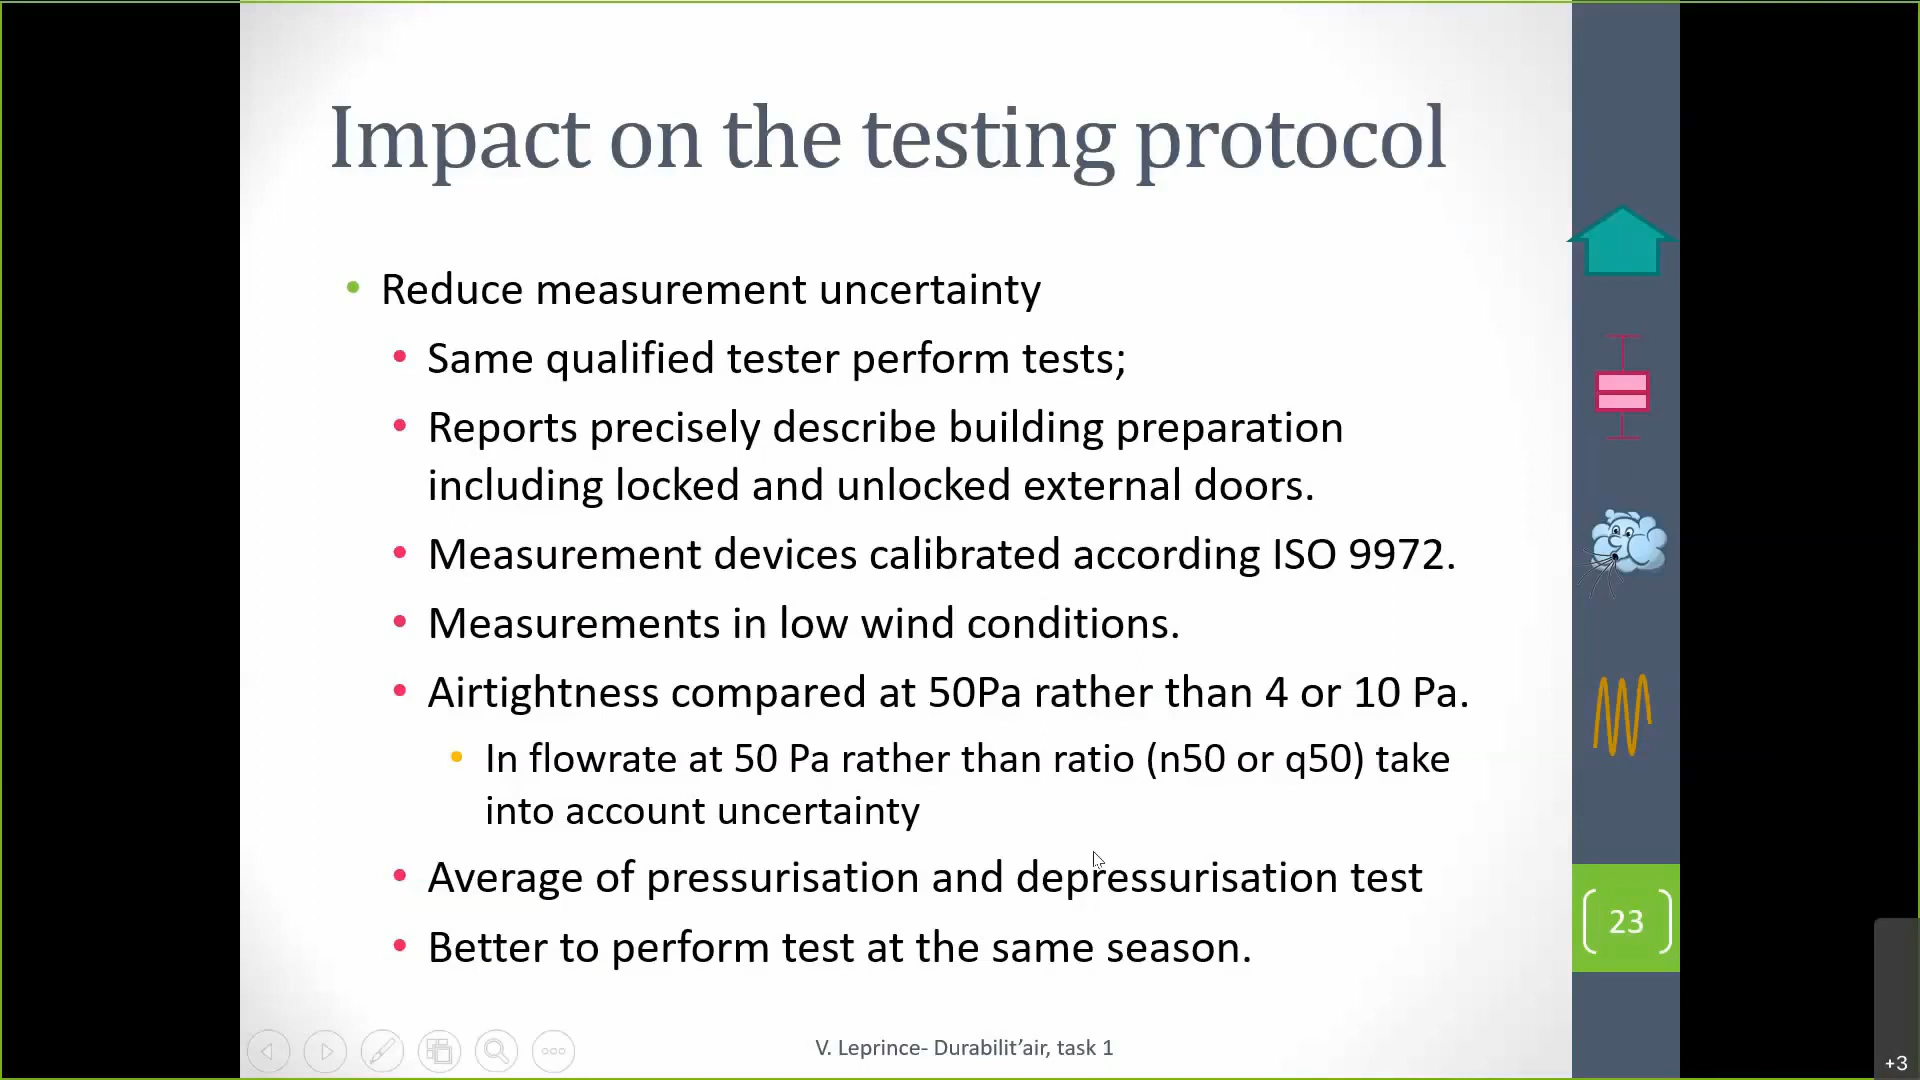 Impact on the testing protocol
Reduce measurement uncertainty
Same qualified tester perform tests;
Reports precisely describe building preparation
including locked and unlocked external doors.
Measurement devices calibrated according ISO 9972.
Measurements in low wind conditions.
Airtightness compared at 50Pa rather than 4 or 10 Pa.
In flowrate at 50 Pa rather than ratio (n50 or q50) take
into account uncertainty
Average of pressurisation and depressurisation test
Better to perform test at the same season.
23
V. Leprince- Durabilit’air, task 1
+3